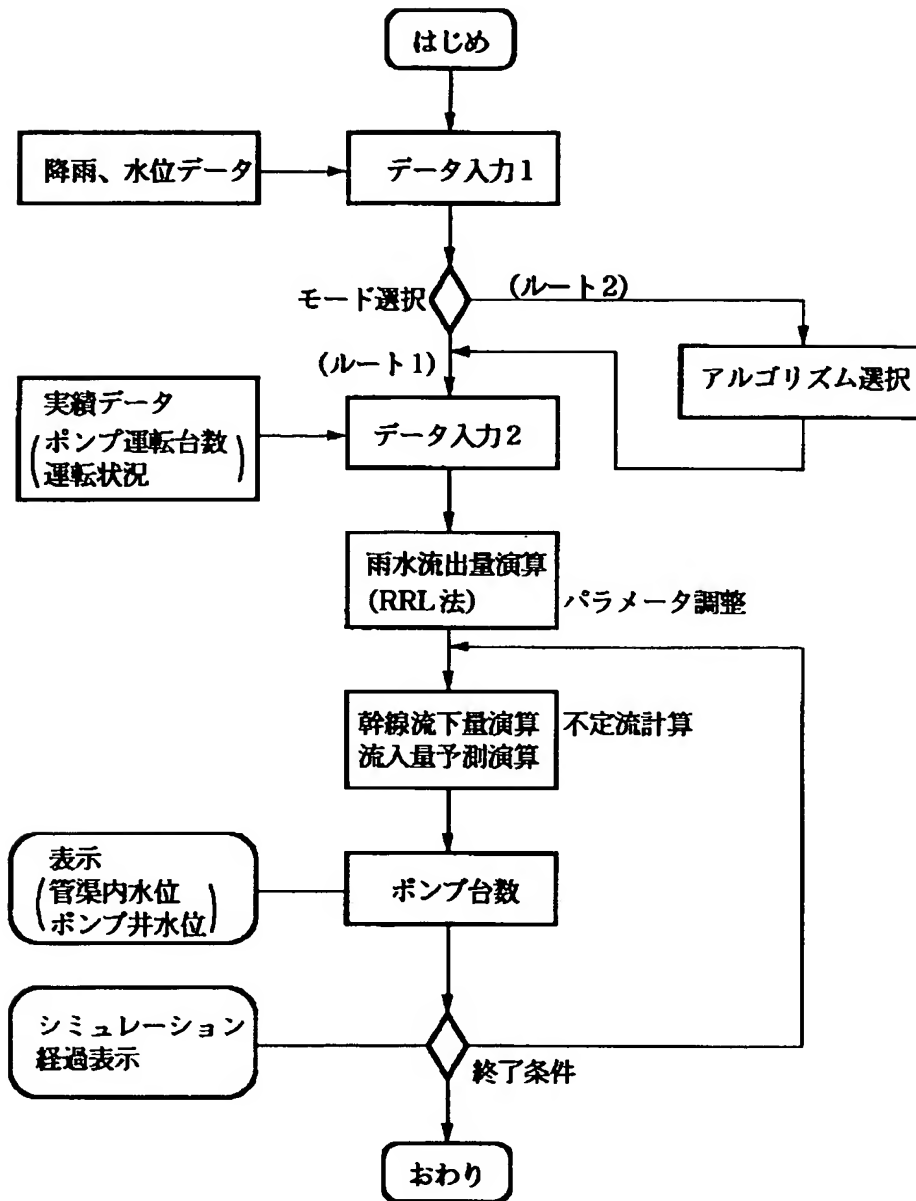 はじめ
降雨、水位データ
データ入力1
モード選択
(ルート2)
(ルート1)
アルゴリズム選択
実績データ
(ポンプ運転台数
運転状況)
データ入力2
雨水流出量演算
(RRL法)
パラメータ調整
幹線流下量演算
流入量予測演算
不定流計算
表示
(管渠内水位
ポンプ井水位)
ポンプ台数
シミュレーション
経過表示
終了条件
おわり